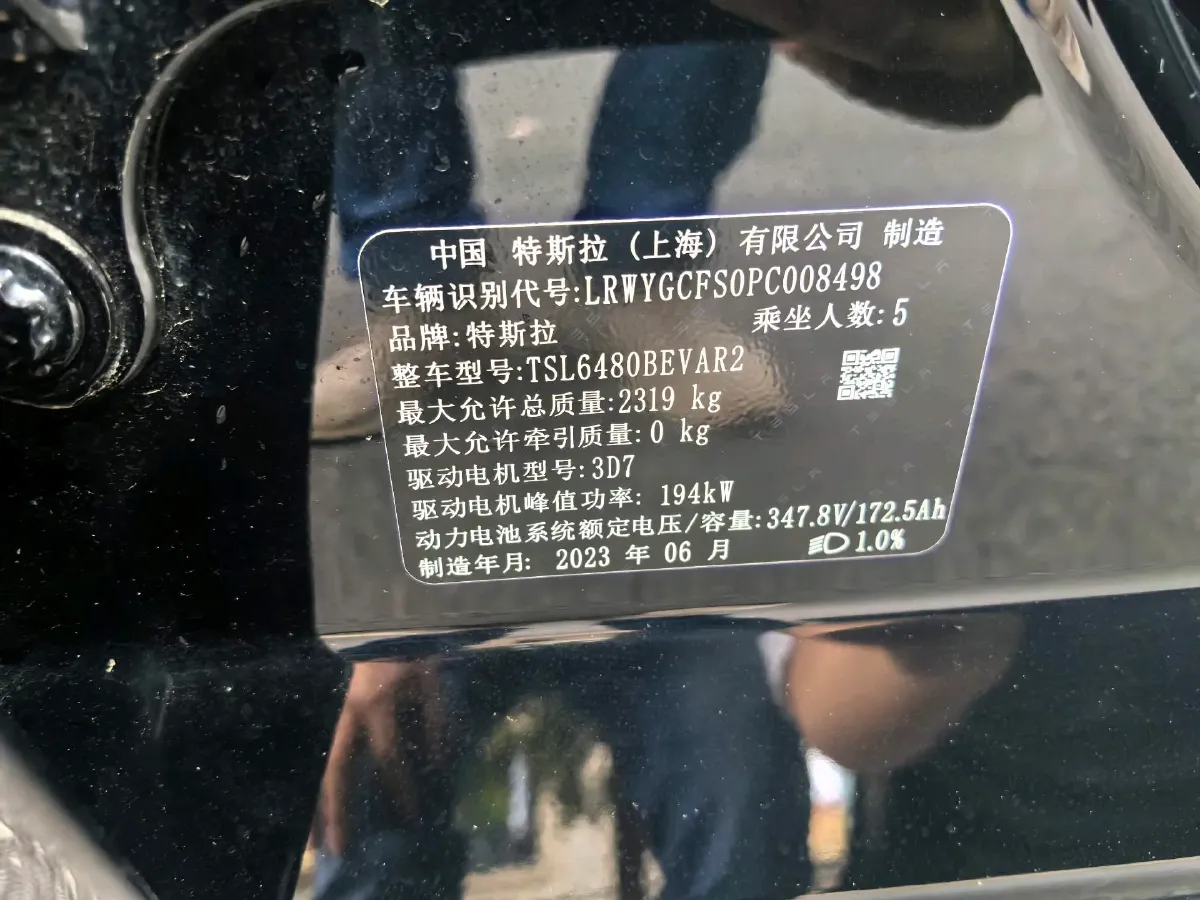 中国 特斯拉 (上海) 有限公司 制造
车辆识别代号:LRWYGCFS0PC008498
品牌:特斯拉 乘坐人数:5
整车型号:TSL6480BEVAR2
最大允许总质量:2319 kg
最大允许牵引质量:0 kg
驱动电机型号:3D7
驱动电机峰值功率: 194kW
动力电池系统额定电压/容量:347.8V/172.5Ah
制造年月: 2023 年 06 月 1.0%